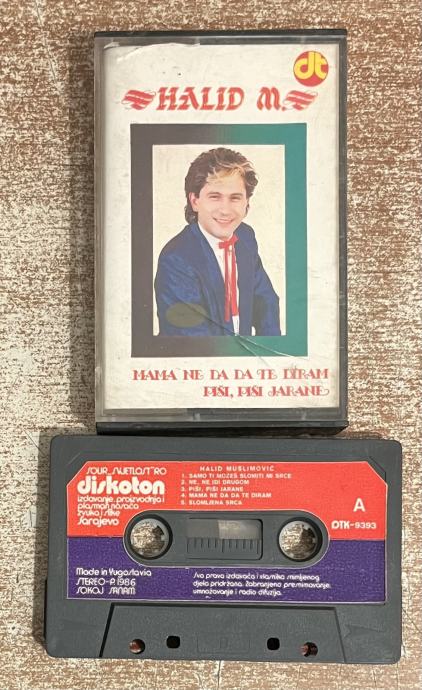 dt
HALID M.
MAMA NE DA DA TE DIRAM
PIŠI, PIŠI JARANE
SOUR „SVJETLOST" RO
diskoton
izdavanje, proizvodnja i
plasman nosača
zvuka i slike
Sarajevo
HALID MUSLIMOVIĆ
1. SAMO TI MOŽEŠ SLOMITI MI SRCE
2. NE, NE IDI DRUGOM
3. PIŠI, PIŠI JARANE
4. MAMA NE DA DA TE DIRAM
5. SLOMLJENA SRCA
A
DTK-9393
Made in Yugoslavia
STEREO-P. 1986
SOKOJ SANAM
Sva prava izdavača i vlasnika snimljenog
djela pridržana. Zabranjeno presnimavanje,
umnožavanje i radio difuzija.